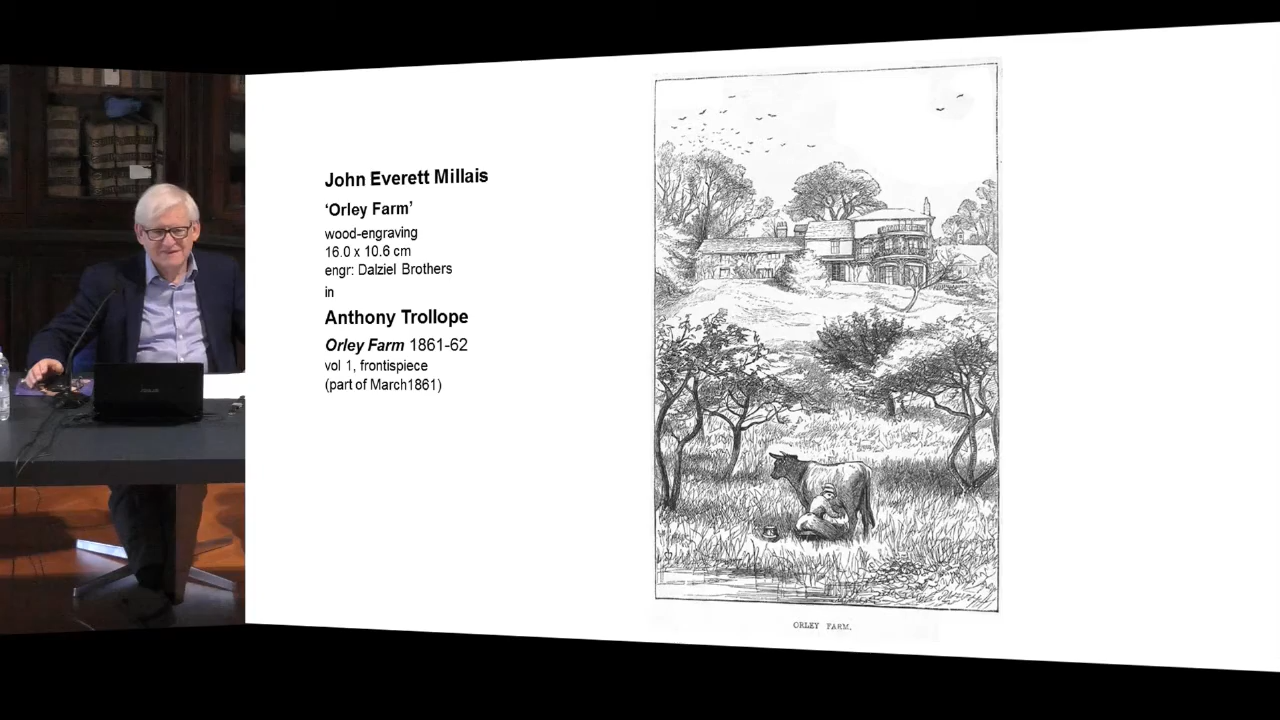 John Everett Millais
‘Orley Farm’
wood-engraving
16.0 x 10.6 cm
engr: Dalziel Brothers
in
Anthony Trollope
Orley Farm 1861-62
vol 1, frontispiece
(part of March1861)
ORLEY FARM.
ASUS